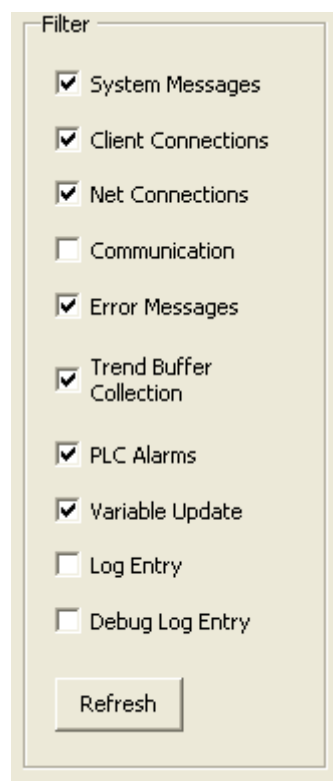 Filter
System Messages
Client Connections
Net Connections
Communication
Error Messages
Trend Buffer
Collection
PLC Alarms
Variable Update
Log Entry
Debug Log Entry
Refresh